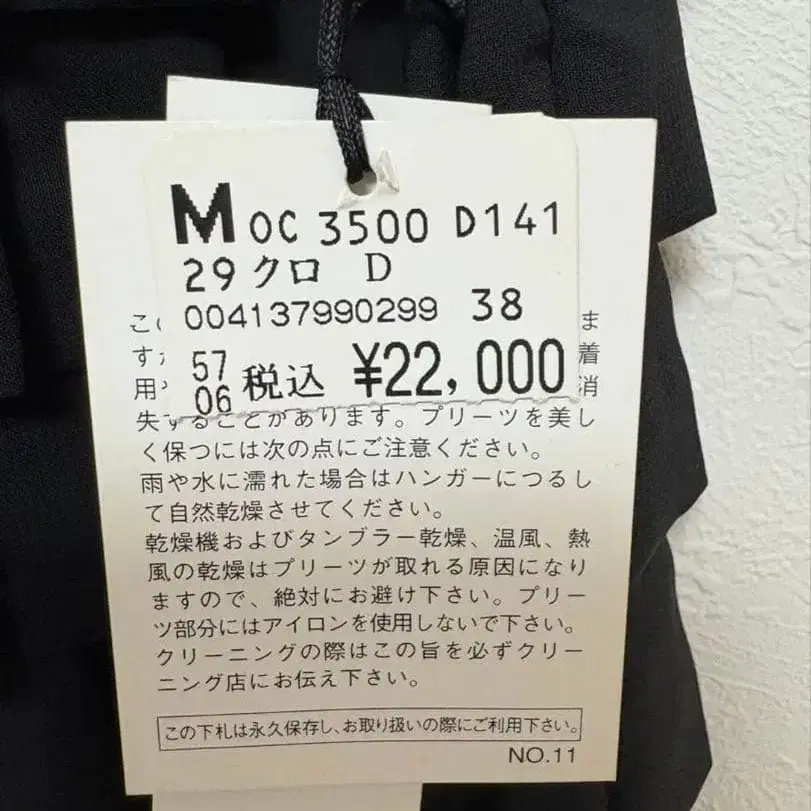 M OC 3500 D141
29 クロ D
004137990299 38
57
06 税込 ¥22,000
こ ま
す 着
用 消
失することがあります。プリーツを美し
く保つには次の点にご注意ください。
雨や水に濡れた場合はハンガーにつるし
て自然乾燥させてください。
乾燥機およびタンブラー乾燥、温風、熱
風の乾燥はプリーツが取れる原因になり
ますので、絶対にお避け下さい。プリー
ツ部分にはアイロンを使用しないで下さい。
クリーニングの際はこの旨を必ずクリー
ニング店にお伝え下さい。
この下札は永久保存し、お取り扱いの際にご利用下さい。
NO.11